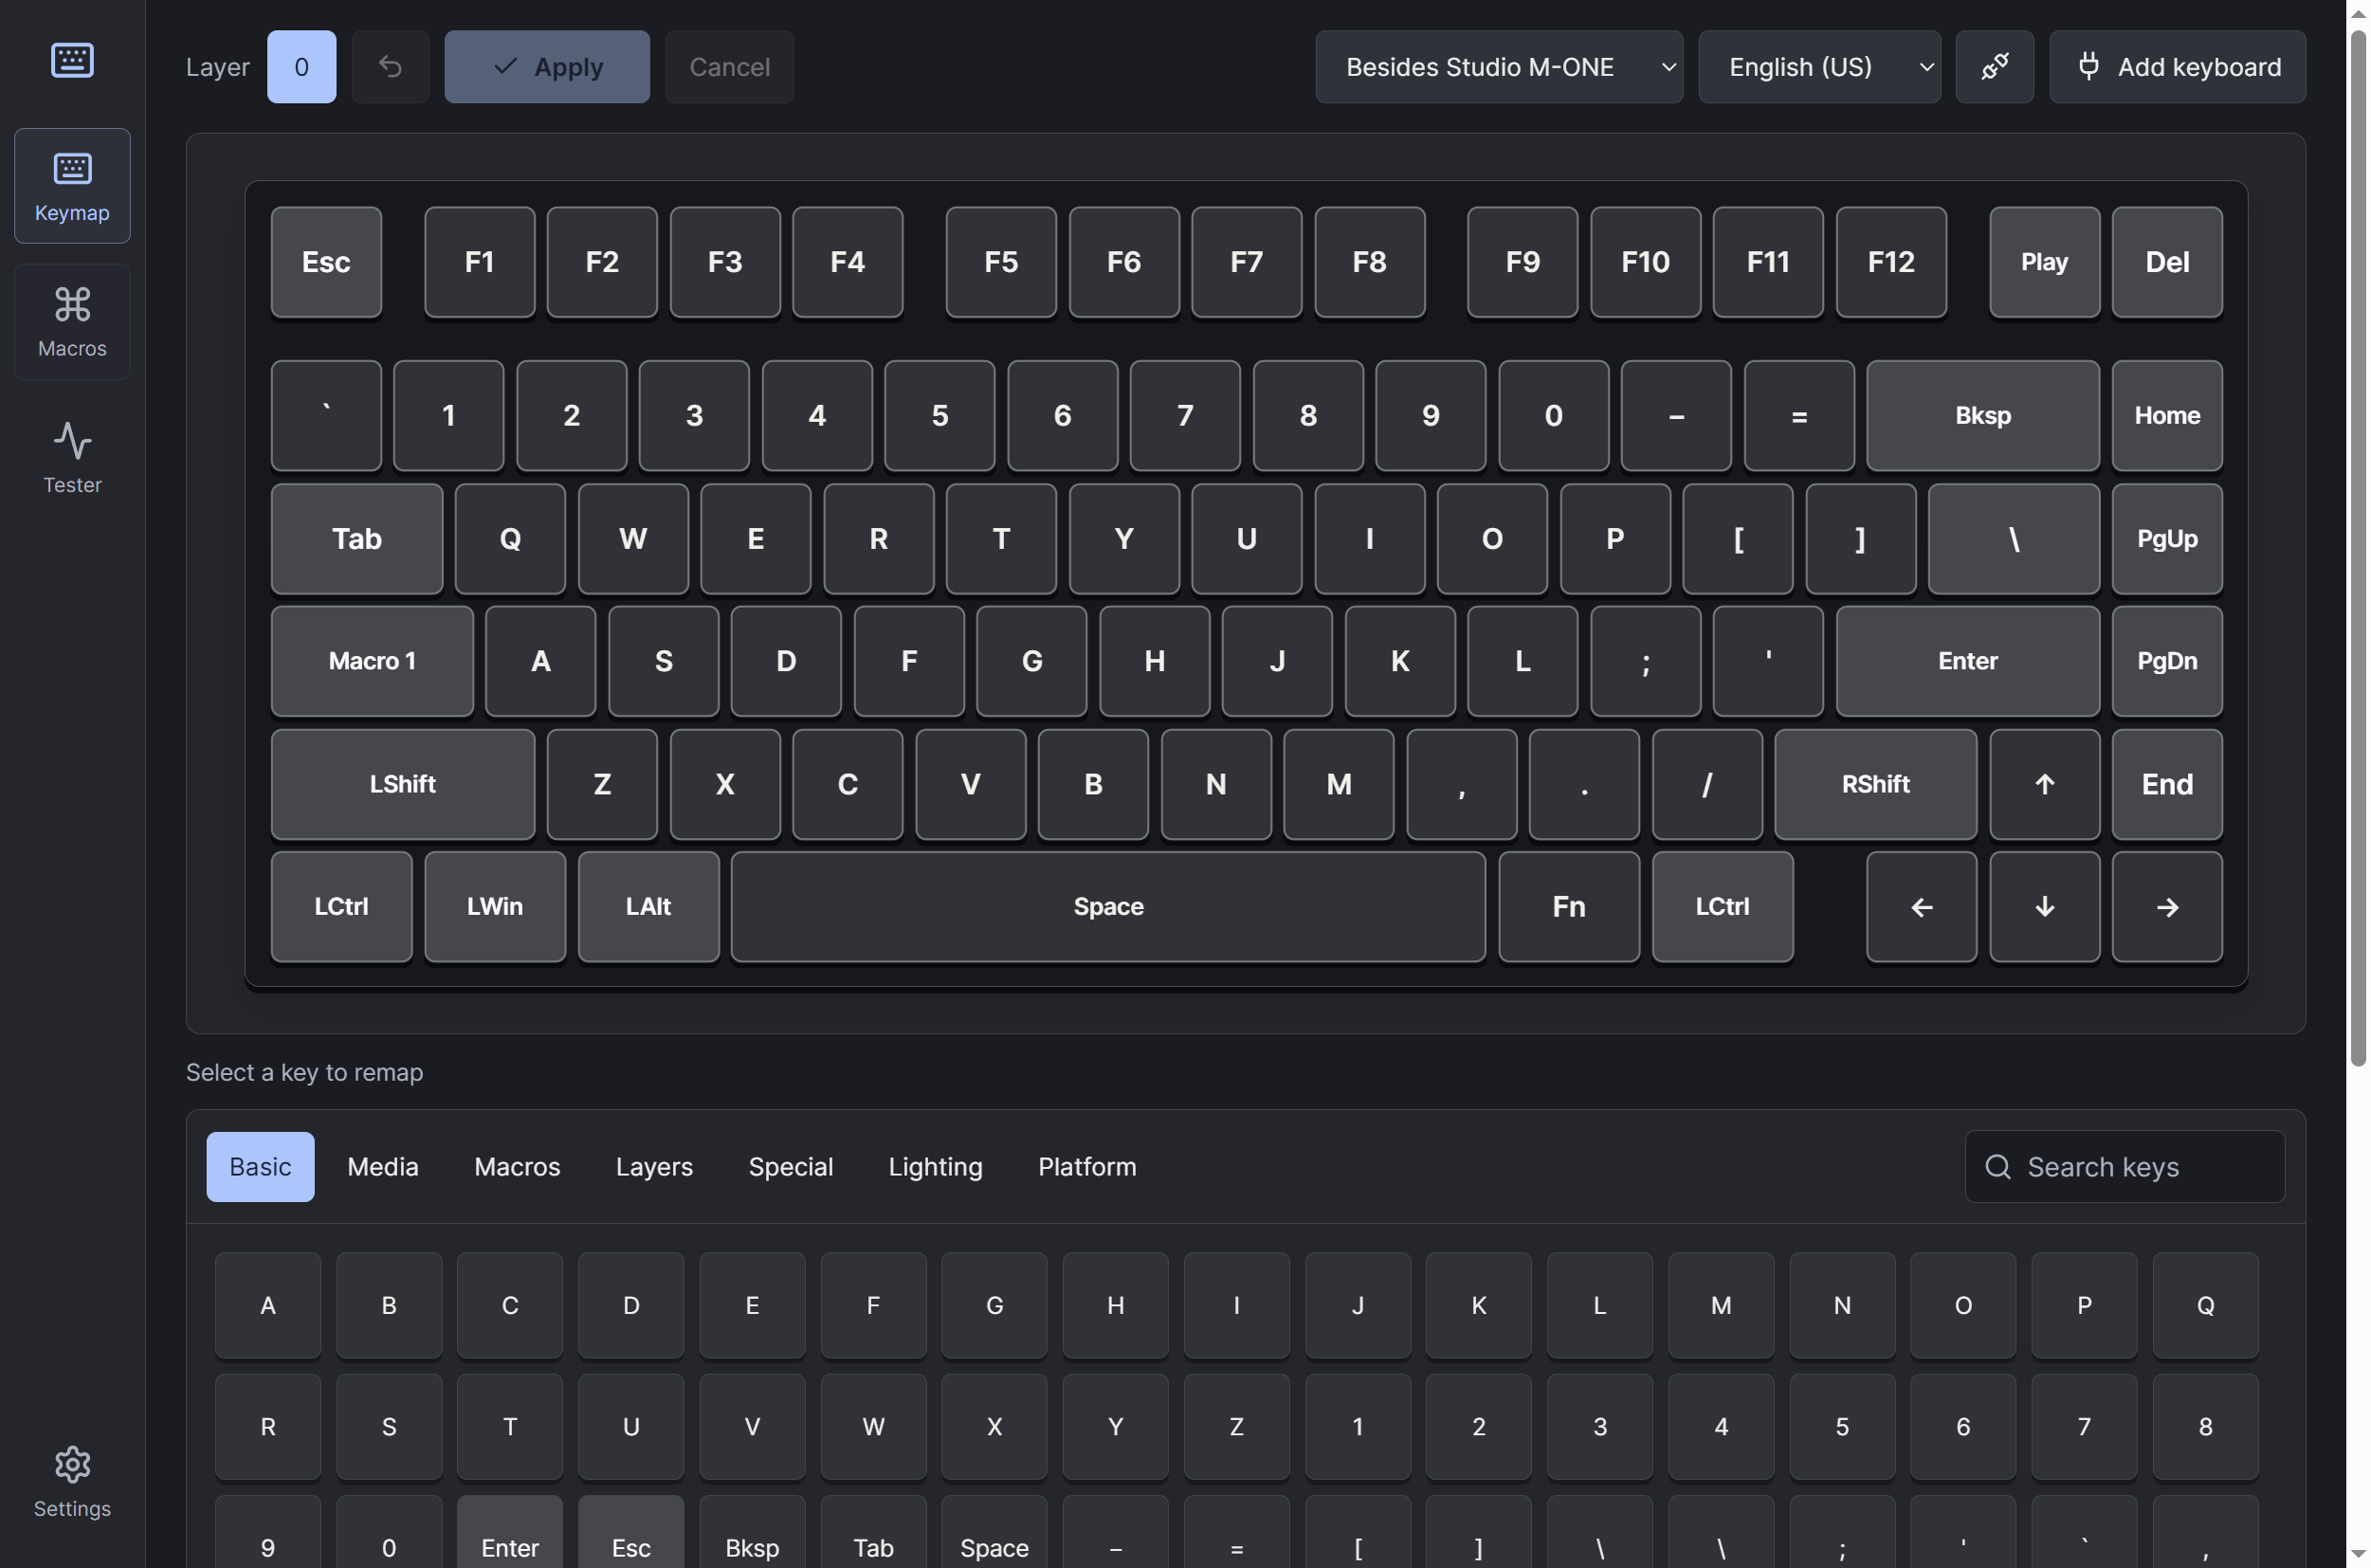 Layer 0 Apply Cancel Besides Studio M-ONE English (US) Add keyboard
Keymap
Macros
Tester
Settings
Esc F1 F2 F3 F4 F5 F6 F7 F8 F9 F10 F11 F12 Play Del
` 1 2 3 4 5 6 7 8 9 0 – = Bksp Home
Tab Q W E R T Y U I O P [ ] \ PgUp
Macro 1 A S D F G H J K L ; ' Enter PgDn
LShift Z X C V B N M , . / RShift ↑ End
LCtrl LWin LAlt Space Fn LCtrl ← ↓ →
Select a key to remap
Basic Media Macros Layers Special Lighting Platform Search keys
A B C D E F G H I J K L M N O P Q
R S T U V W X Y Z 1 2 3 4 5 6 7 8
9 0 Enter Esc Bksp Tab Space – = [ ] \ \ ; ' ` ,